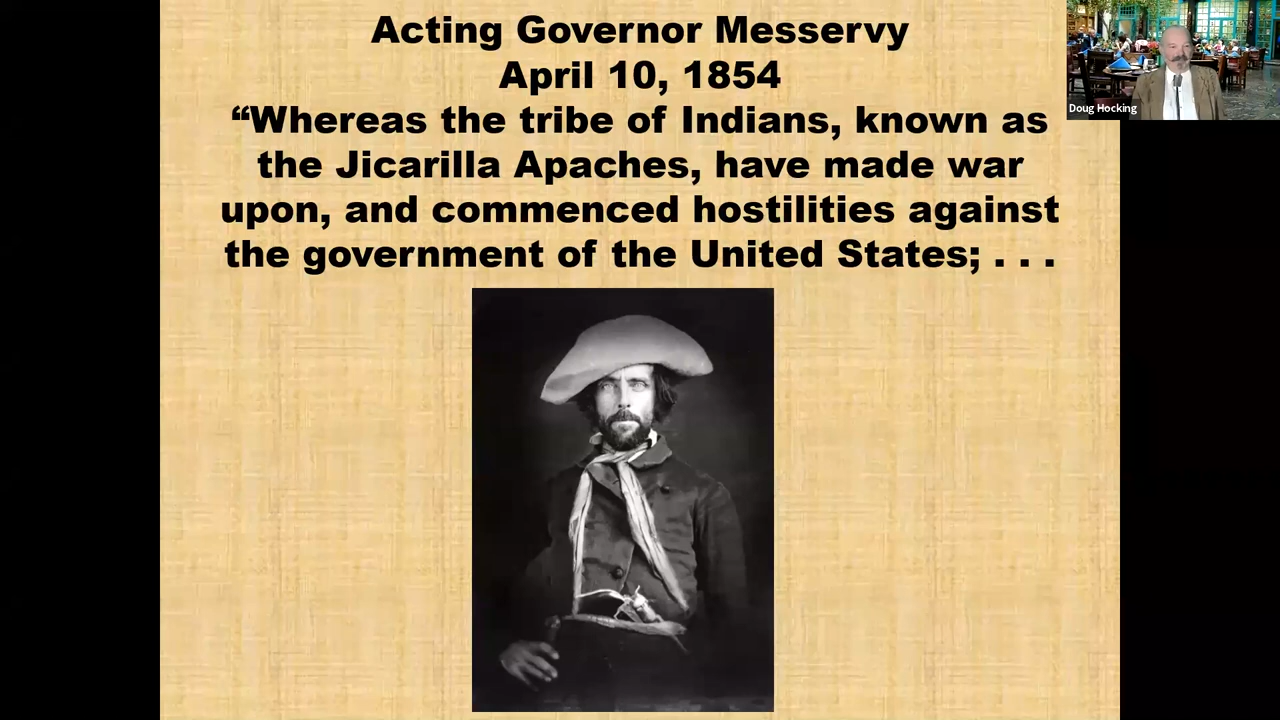 Acting Governor Messervy
April 10, 1854
“Whereas the tribe of Indians, known as
the Jicarilla Apaches, have made war
upon, and commenced hostilities against
the government of the United States; . . .
Doug Hocking